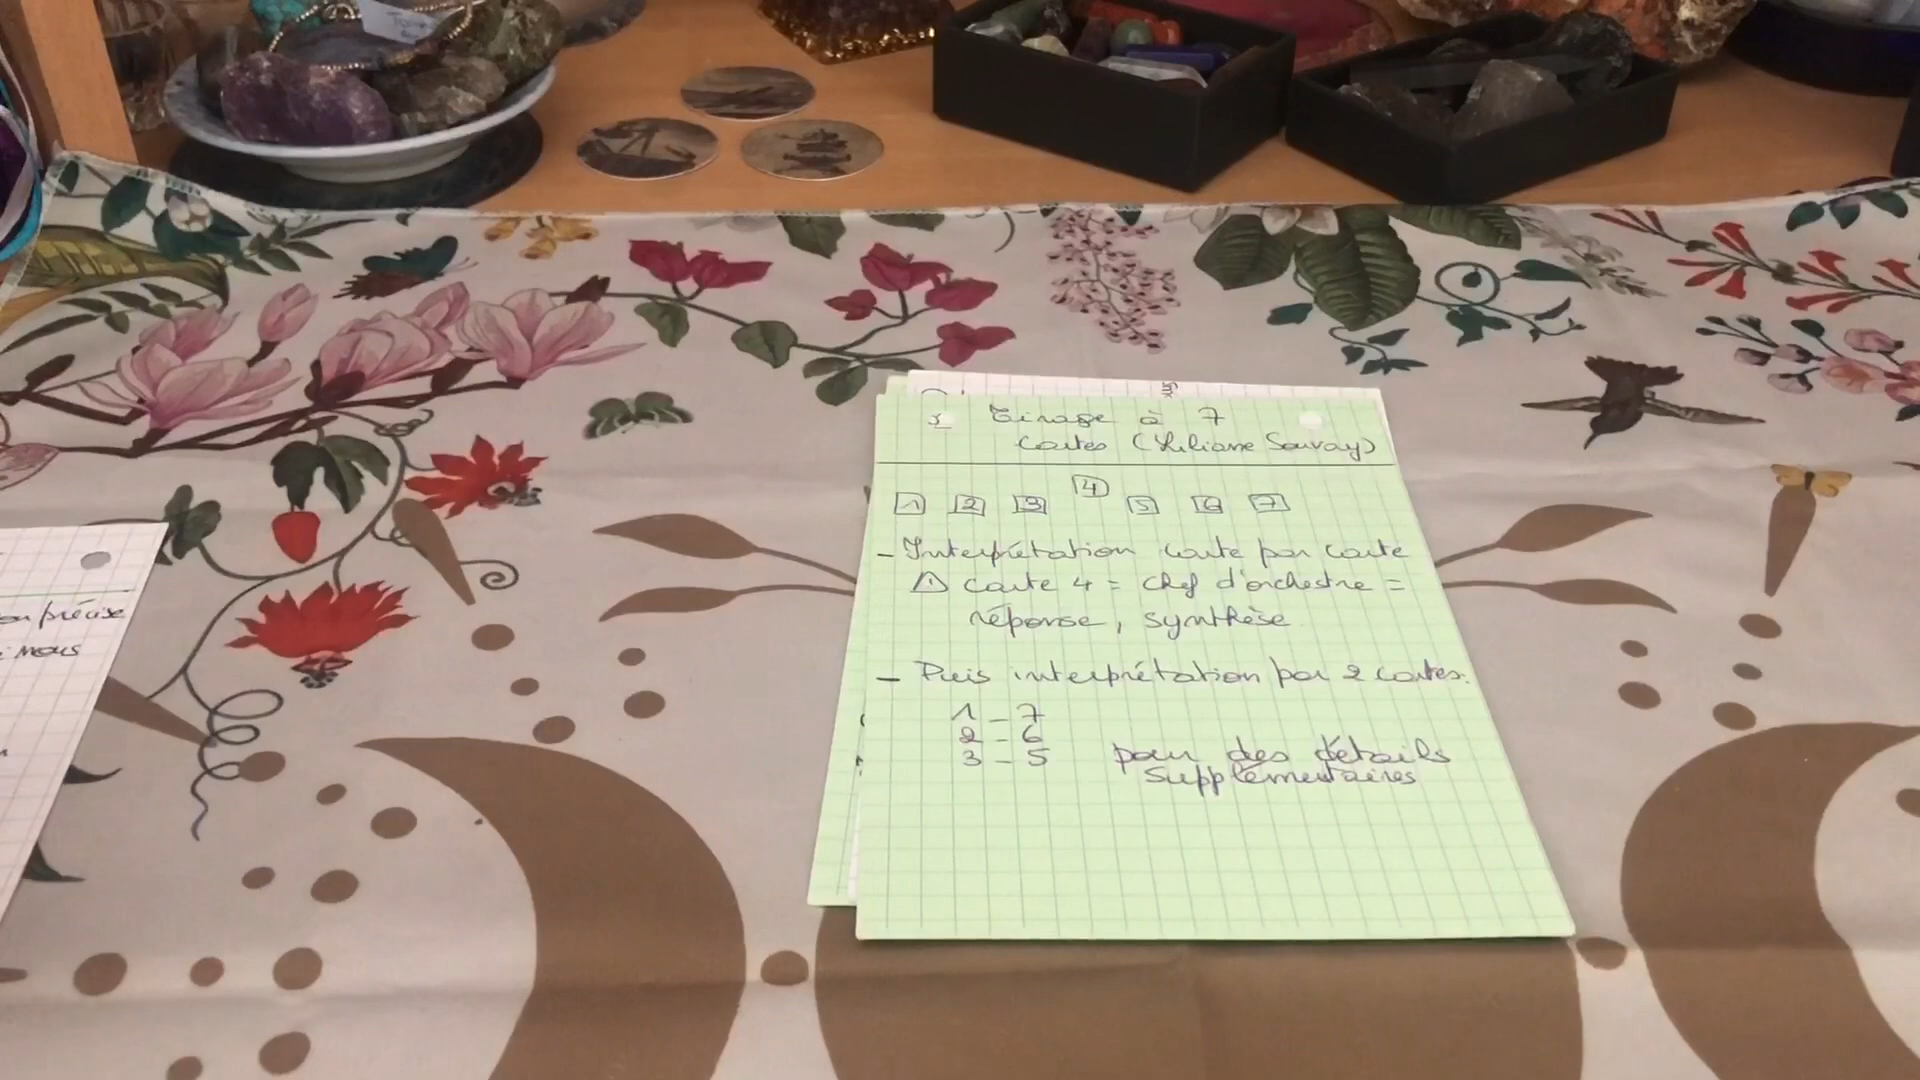 3 Tirage à 7
cartes (Liliane Souvay)
1 2 3 4 5 6 7
- Interprétation carte par carte
⚠ carte 4 = chef d'orchestre =
réponse, synthèse
- Puis interprétation par 2 cartes.
1 - 7
2 - 6
3 - 5
pour des détails
supplémentaires
précise
nous